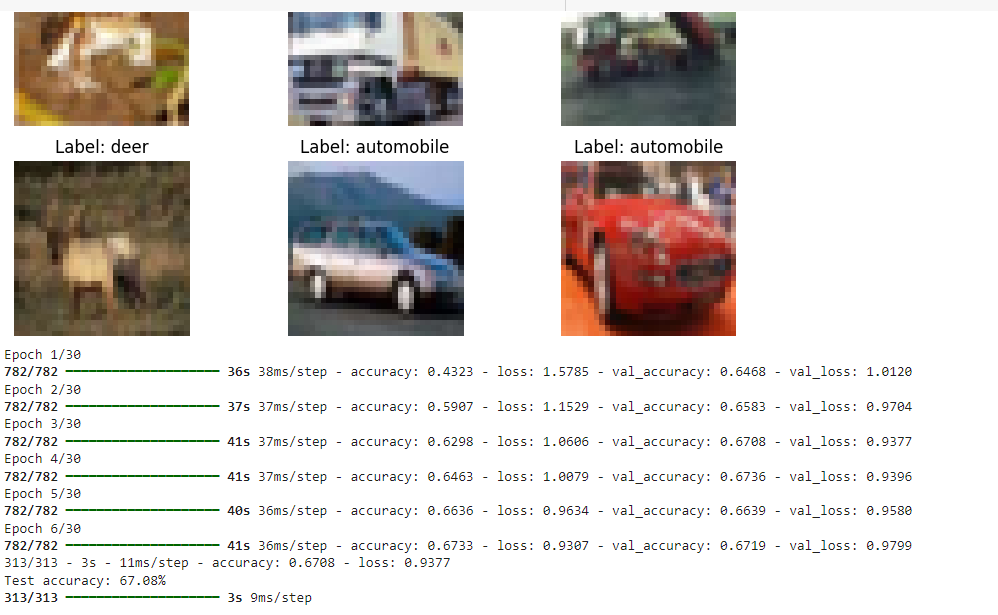 Label: deer Label: automobile Label: automobile
Epoch 1/30
782/782 ━━━━━━━━━━━━━━━━━━━━ 36s 38ms/step - accuracy: 0.4323 - loss: 1.5785 - val_accuracy: 0.6468 - val_loss: 1.0120
Epoch 2/30
782/782 ━━━━━━━━━━━━━━━━━━━━ 37s 37ms/step - accuracy: 0.5907 - loss: 1.1529 - val_accuracy: 0.6583 - val_loss: 0.9704
Epoch 3/30
782/782 ━━━━━━━━━━━━━━━━━━━━ 41s 37ms/step - accuracy: 0.6298 - loss: 1.0606 - val_accuracy: 0.6708 - val_loss: 0.9377
Epoch 4/30
782/782 ━━━━━━━━━━━━━━━━━━━━ 41s 37ms/step - accuracy: 0.6463 - loss: 1.0079 - val_accuracy: 0.6736 - val_loss: 0.9396
Epoch 5/30
782/782 ━━━━━━━━━━━━━━━━━━━━ 40s 36ms/step - accuracy: 0.6636 - loss: 0.9634 - val_accuracy: 0.6639 - val_loss: 0.9580
Epoch 6/30
782/782 ━━━━━━━━━━━━━━━━━━━━ 41s 36ms/step - accuracy: 0.6733 - loss: 0.9307 - val_accuracy: 0.6719 - val_loss: 0.9799
313/313 - 3s - 11ms/step - accuracy: 0.6708 - loss: 0.9377
Test accuracy: 67.08%
313/313 ━━━━━━━━━━━━━━━━━━━━ 3s 9ms/step